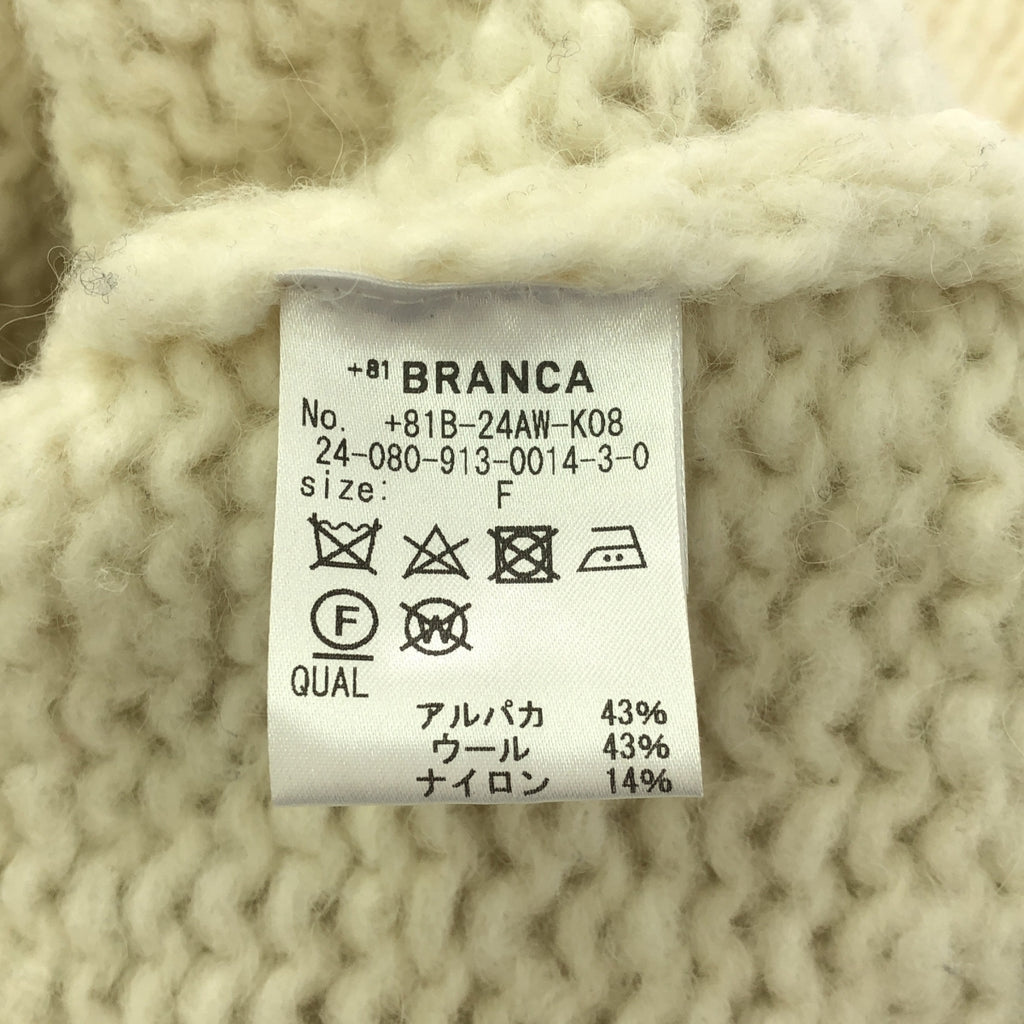 +81 BRANCA
No. +81B-24AW-K08
24-080-913-0014-3-0
size: F
F
W
QUAL
アルパカ 43%
ウール 43%
ナイロン 14%